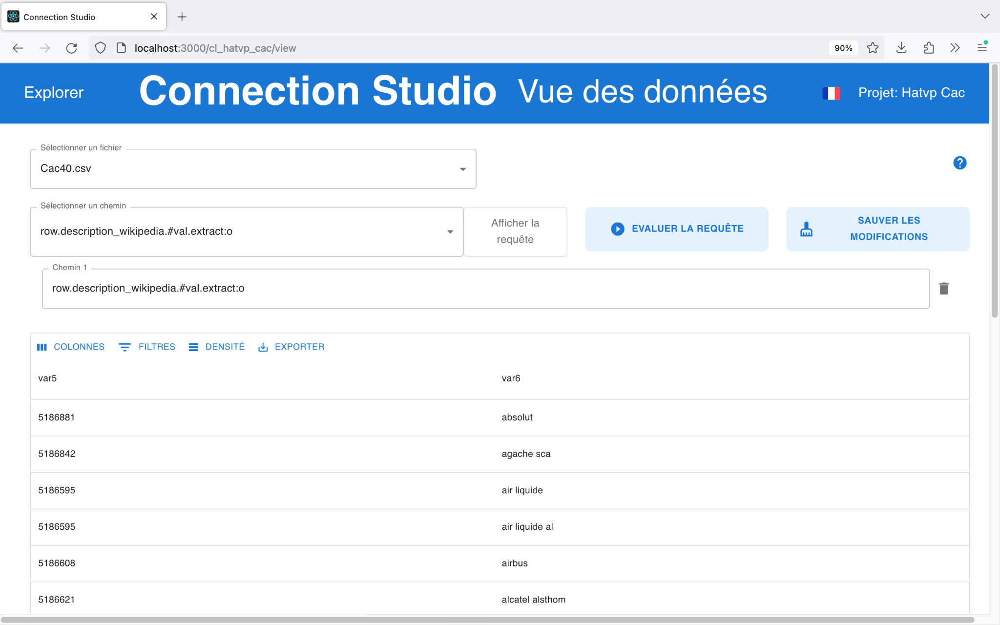 Connection Studio
localhost:3000/cl_hatvp_cac/view
90%
Explorer
Connection Studio Vue des données
Projet: Hatvp Cac
Sélectionner un fichier
Cac40.csv
?
Sélectionner un chemin
row.description_wikipedia.#val.extract:o
Afficher la
requête
EVALUER LA REQUÊTE
SAUVER LES
MODIFICATIONS
Chemin 1
row.description_wikipedia.#val.extract:o
COLONNES FILTRES DENSITÉ EXPORTER
var5 var6
5186881 absolut
5186842 agache sca
5186595 air liquide
5186595 air liquide al
5186608 airbus
5186621 alcatel alsthom